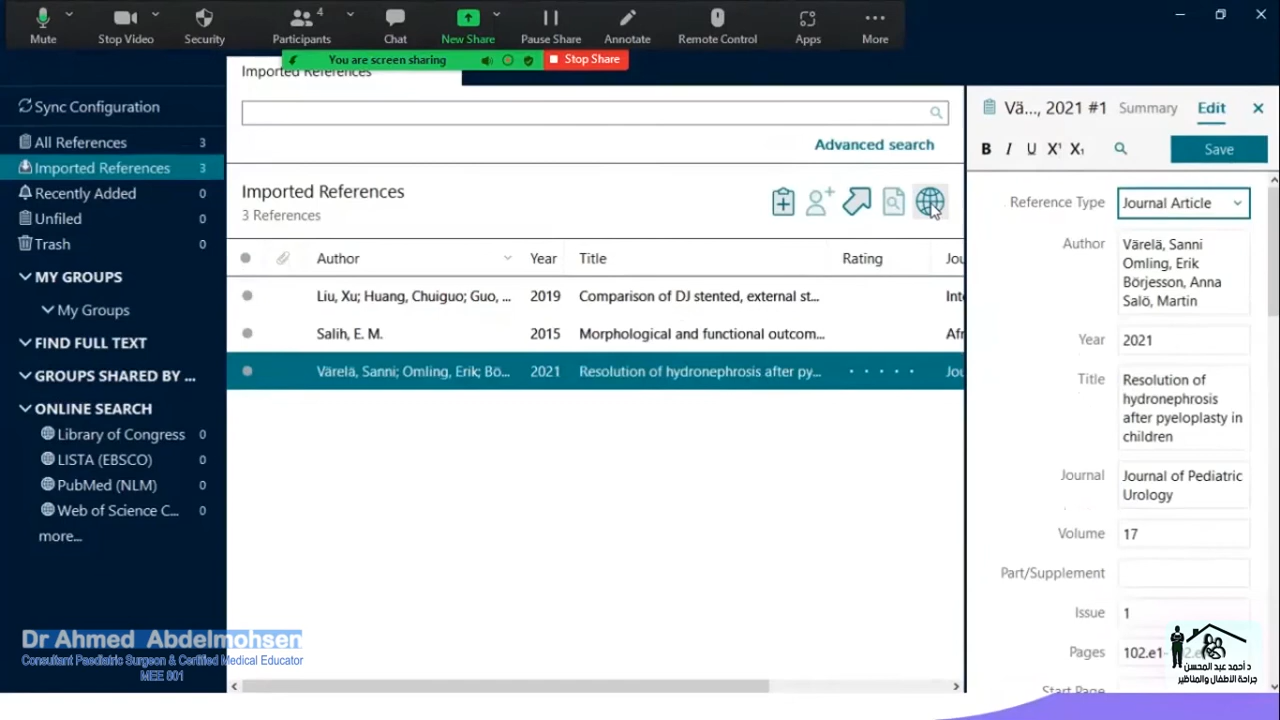 Mute
Stop Video
Security
Participants
4
Chat
New Share
Pause Share
Annotate
Remote Control
Apps
More
You are screen sharing
Stop Share
Imported References
Sync Configuration
All References 3
Imported References 3
Recently Added 0
Unfiled 0
Trash 0
MY GROUPS
My Groups
FIND FULL TEXT
GROUPS SHARED BY ...
ONLINE SEARCH
Library of Congress 0
LISTA (EBSCO) 0
PubMed (NLM) 0
Web of Science C... 0
more...
Advanced search
Imported References
3 References
Author Year Title Rating Jou
Liu, Xu; Huang, Chuiguo; Guo, ... 2019 Comparison of DJ stented, external st... Int
Salih, E. M. 2015 Morphological and functional outcom... Afr
Värelä, Sanni; Omling, Erik; Bö... 2021 Resolution of hydronephrosis after py... Jou
Vä..., 2021 #1 Summary Edit
B I U X¹ X₁ Save
Reference Type Journal Article
Author Värelä, Sanni
Omling, Erik
Börjesson, Anna
Salö, Martin
Year 2021
Title Resolution of
hydronephrosis
after pyeloplasty in
children
Journal Journal of Pediatric
Urology
Volume 17
Part/Supplement
Issue 1
Pages 102.e1-
Start Page
Dr Ahmed Abdelmohsen
Consultant Paediatric Surgeon & Certified Medical Educator
MEE 801
د أحمد عبد المحسن
جراحة الأطفال والمناظير